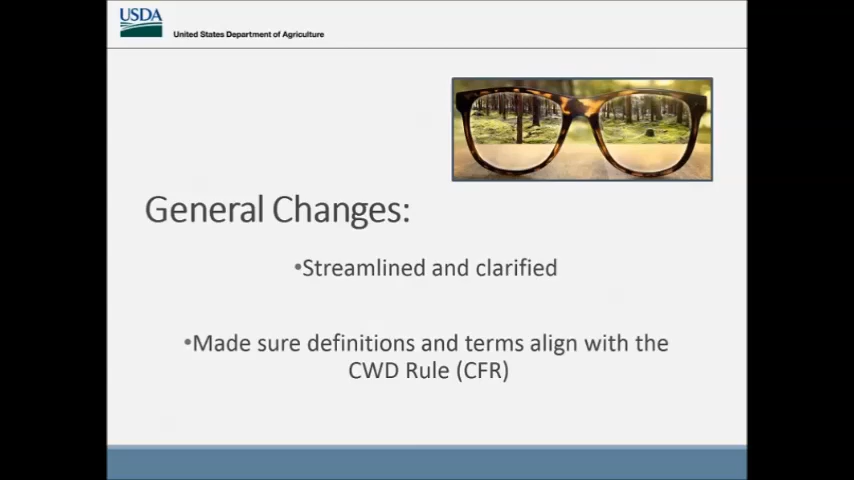 USDA
United States Department of Agriculture
General Changes:
•Streamlined and clarified
•Made sure definitions and terms align with the
CWD Rule (CFR)